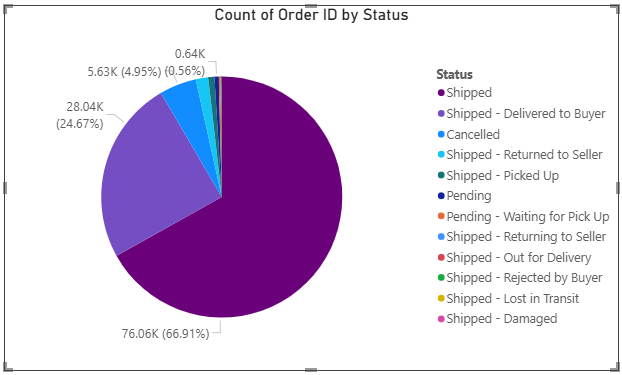 Count of Order ID by Status
0.64K
(0.56%)
5.63K (4.95%)
28.04K
(24.67%)
76.06K (66.91%)
Status
Shipped
Shipped - Delivered to Buyer
Cancelled
Shipped - Returned to Seller
Shipped - Picked Up
Pending
Pending - Waiting for Pick Up
Shipped - Returning to Seller
Shipped - Out for Delivery
Shipped - Rejected by Buyer
Shipped - Lost in Transit
Shipped - Damaged